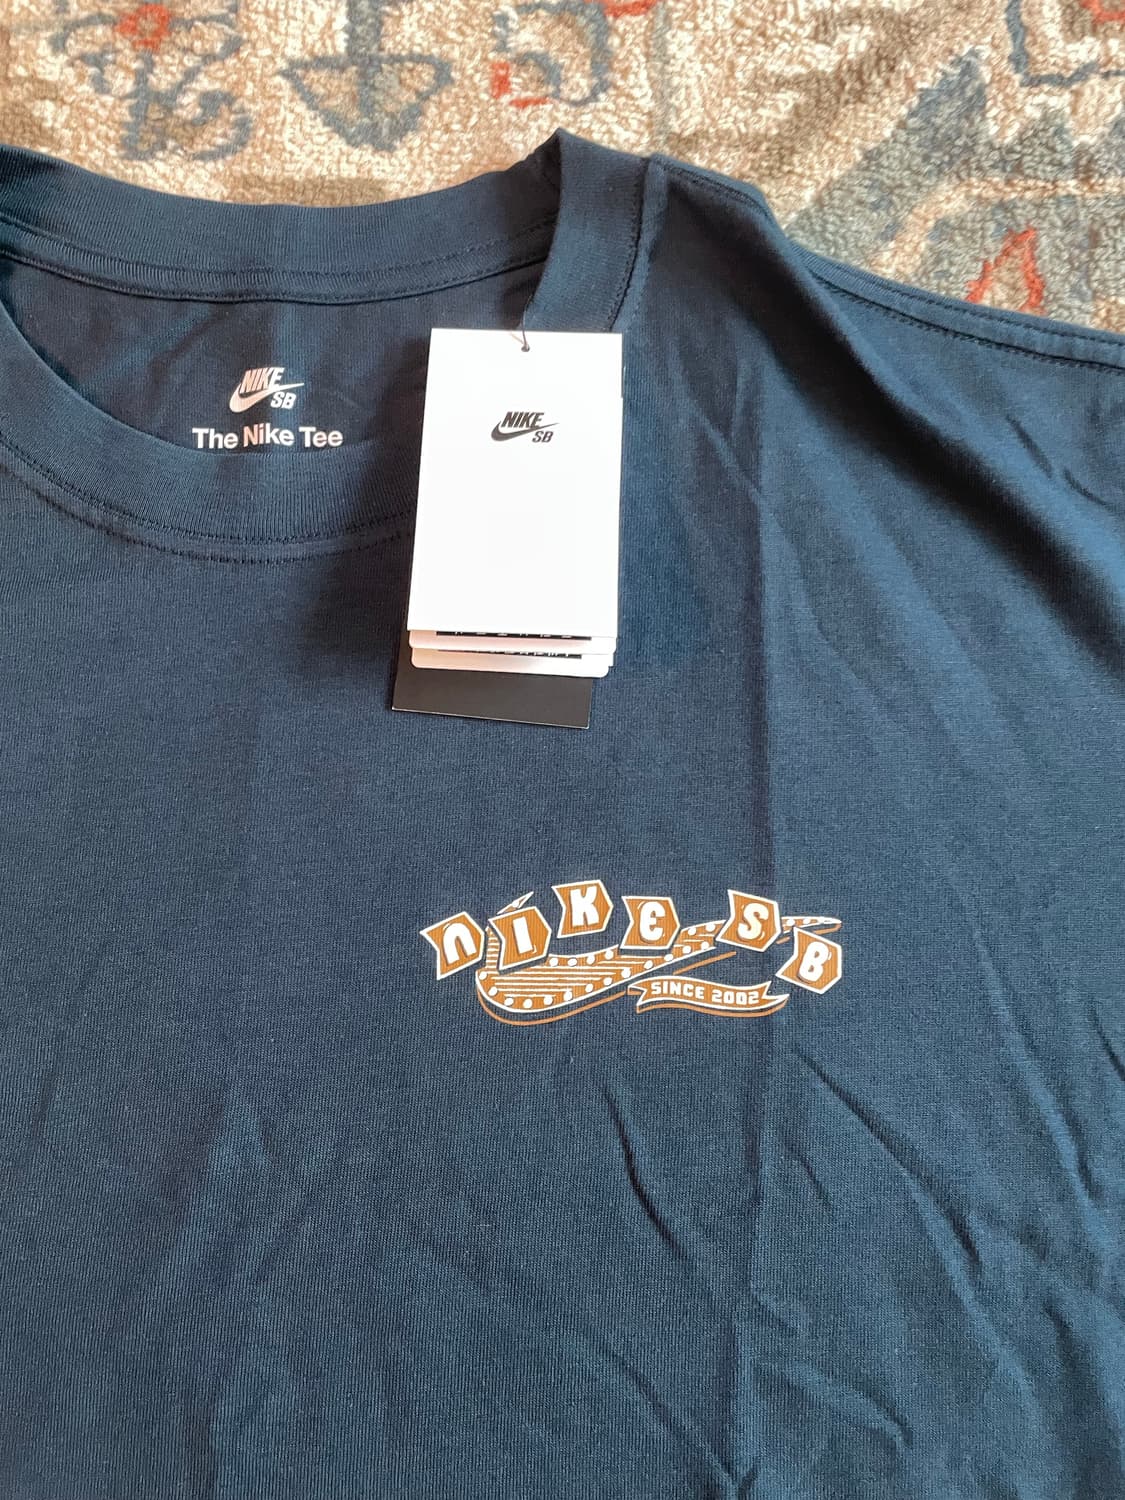 NIKE
SB
The Nike Tee
NIKE
SB
NIKE SB
SINCE 2002